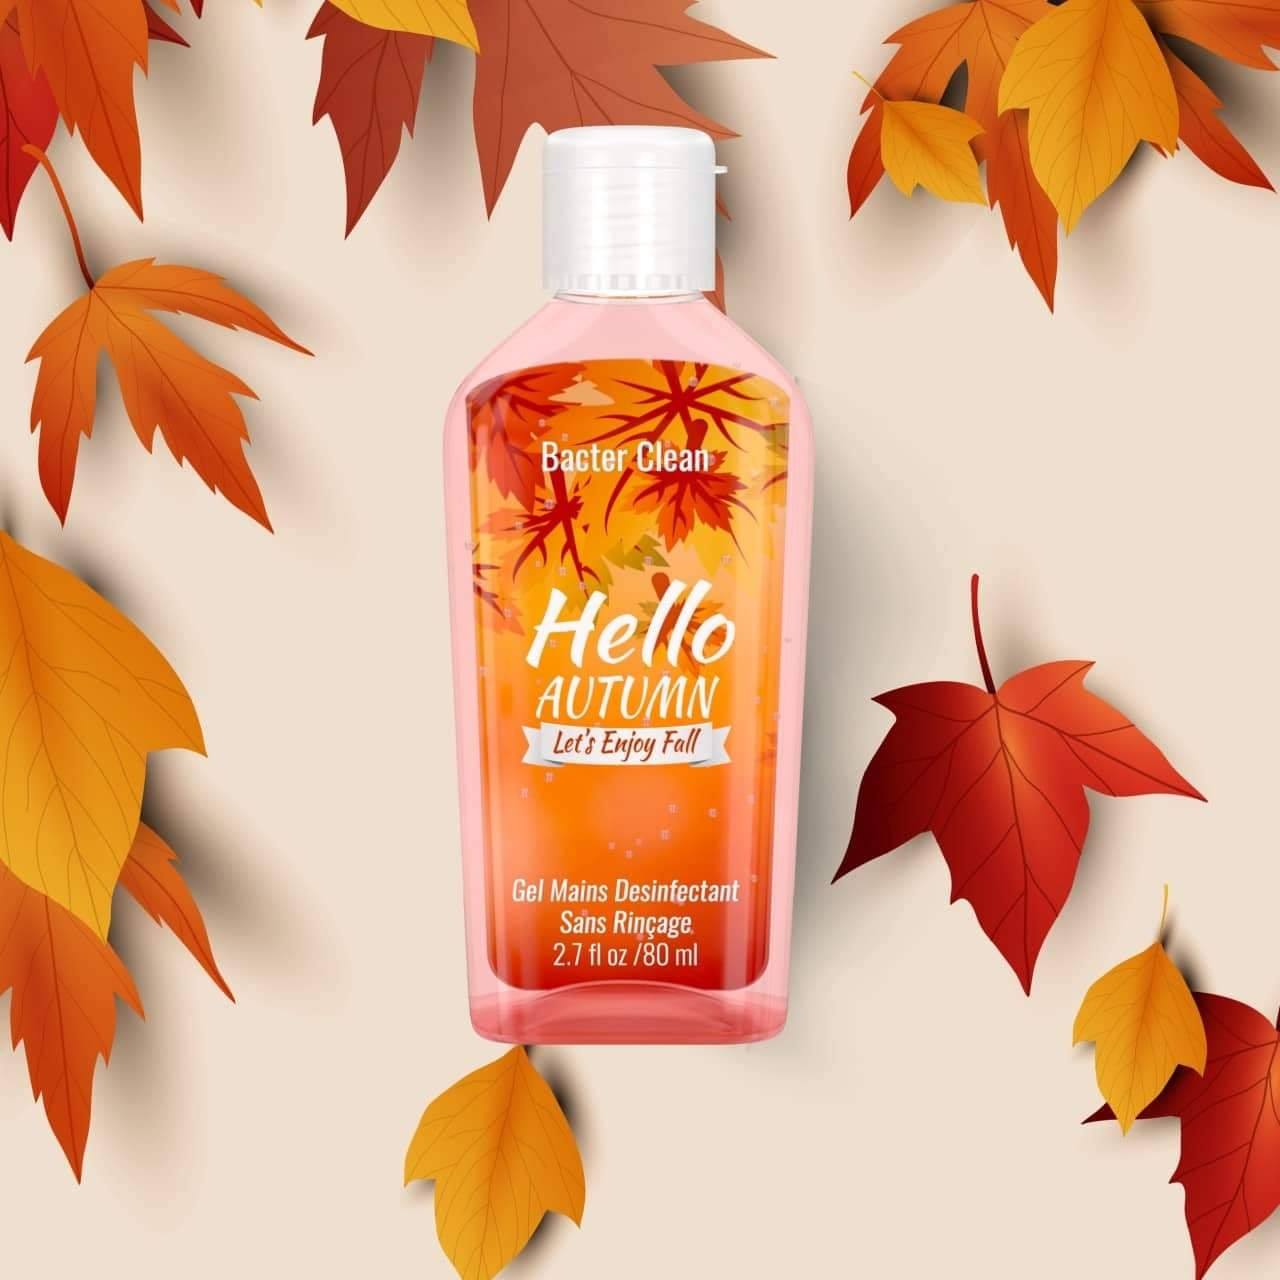 Bacter Clean
Hello
AUTUMN
Let's Enjoy Fall
Gel Mains Desinfectant
Sans Rinçage
2.7 fl oz /80 ml